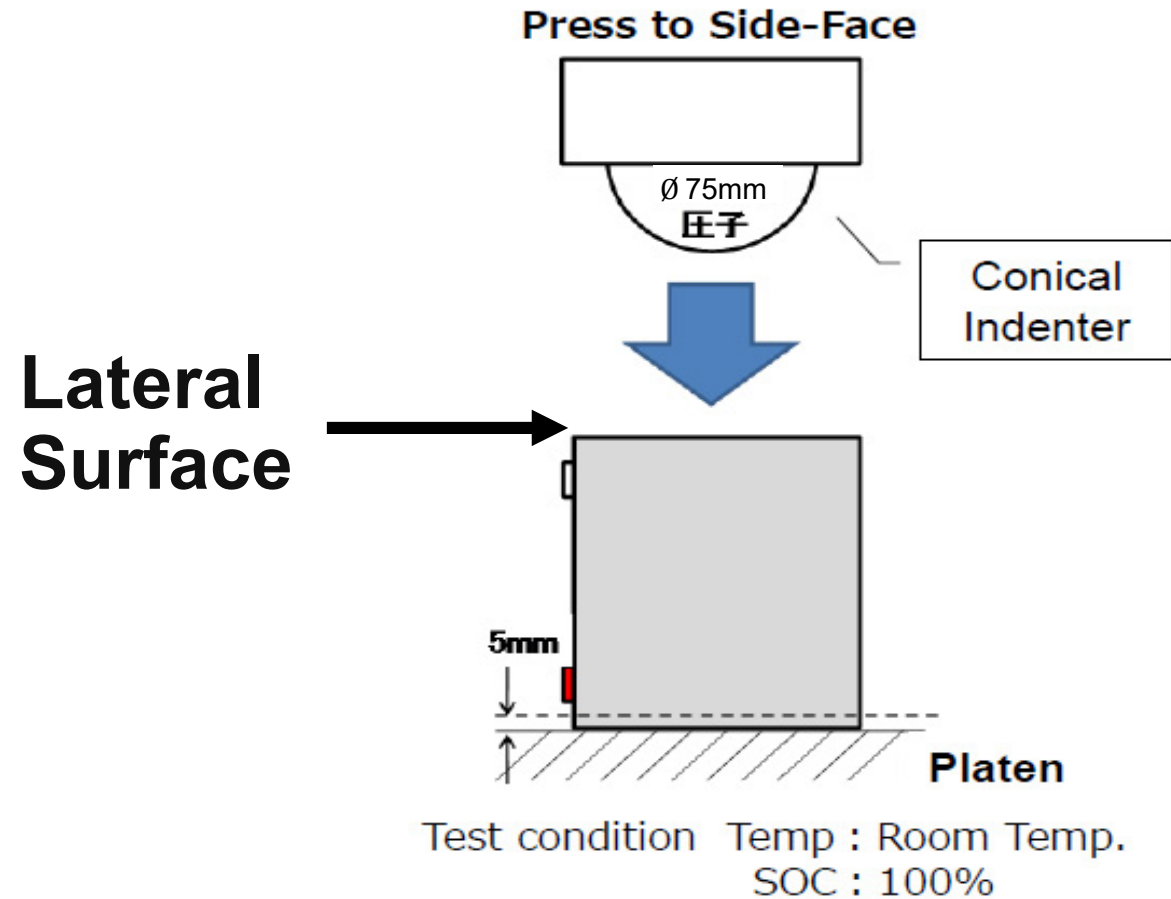 Press to Side-Face
Ø 75mm
圧子
Conical
Indenter
Lateral
Surface
5mm
Platen
Test condition Temp : Room Temp.
SOC : 100%